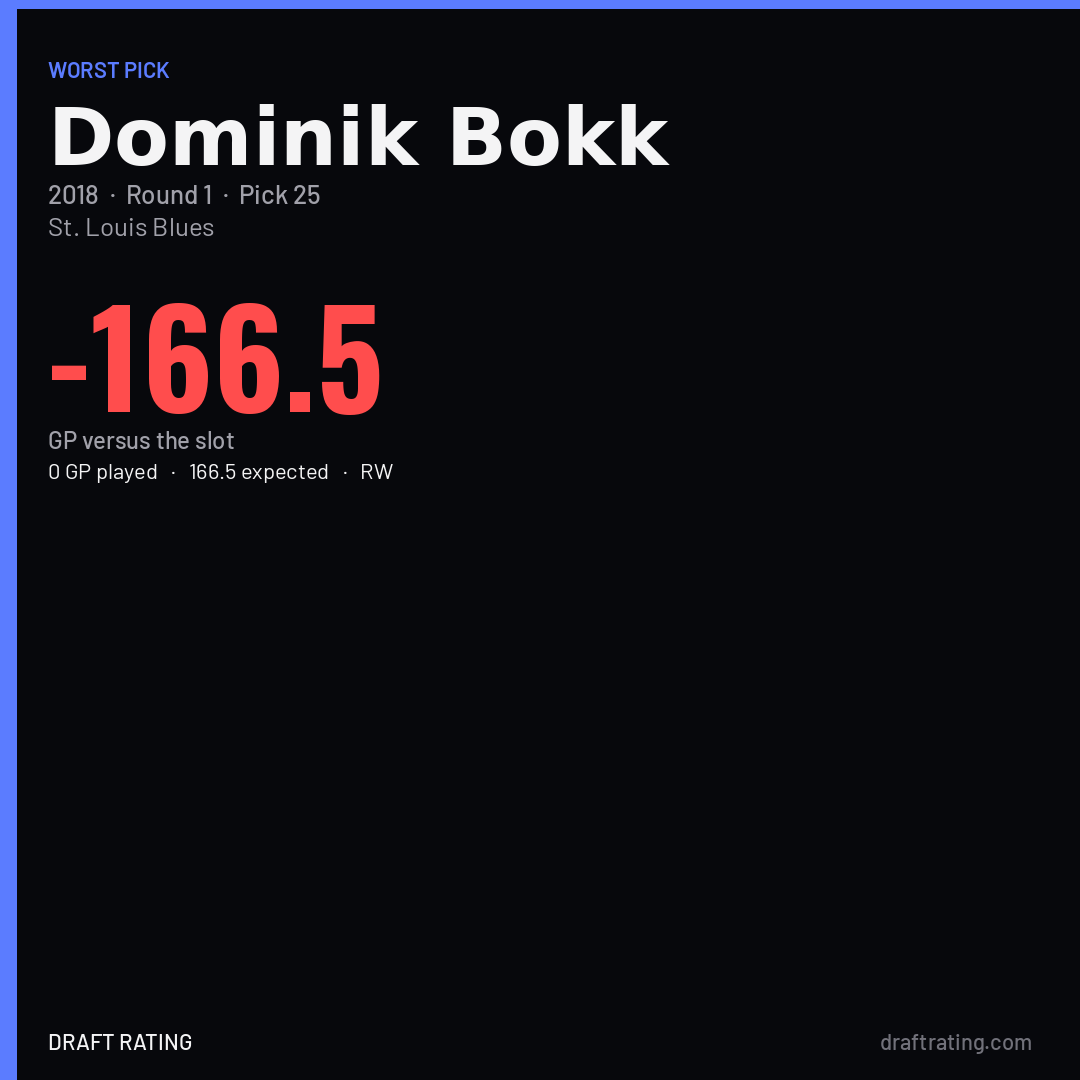 WORST PICK
Dominik Bokk
2018 · Round 1 · Pick 25
St. Louis Blues
-166.5
GP versus the slot
0 GP played · 166.5 expected · RW
DRAFT RATING
draftrating.com